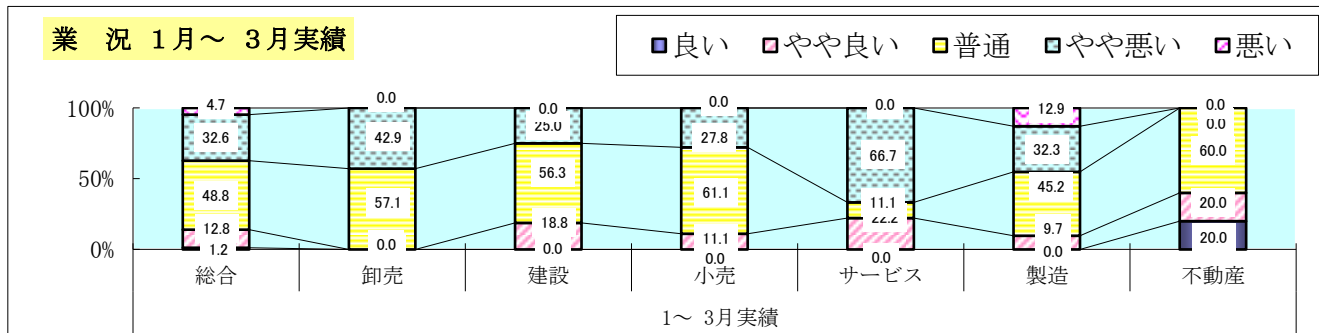 業　況　1月～ 3月実績
良い やや良い 普通 やや悪い 悪い
100%
50%
0%
4.7 0.0 0.0 0.0 0.0 12.9 0.0
32.6 42.9 25.0 27.8 66.7 32.3 0.0
48.8 57.1 56.3 61.1 11.1 45.2 60.0
12.8 0.0 18.8 11.1 22.2 9.7 20.0
1.2 0.0 0.0 0.0 0.0 20.0
総合 卸売 建設 小売 サービス 製造 不動産
1～ 3月実績